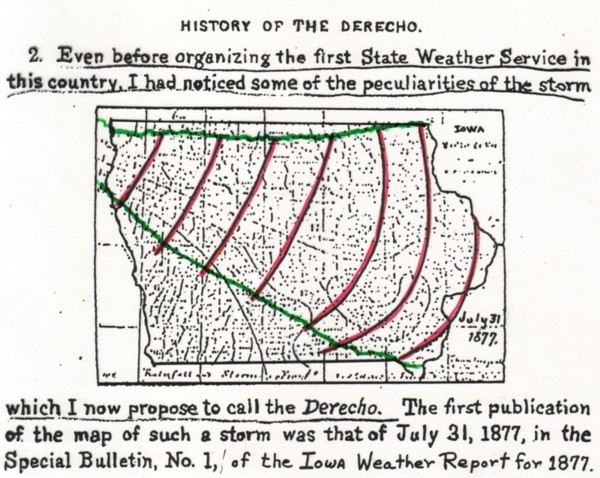 HISTORY OF THE DERECHO.
2. Even before organizing the first State Weather Service in
this country, I had noticed some of the peculiarities of the storm
IOWA
July 31
1877.
Rainfall and Storm
which I now propose to call the Derecho. The first publication
of the map of such a storm was that of July 31, 1877, in the
Special Bulletin, No. 1, of the Iowa Weather Report for 1877.